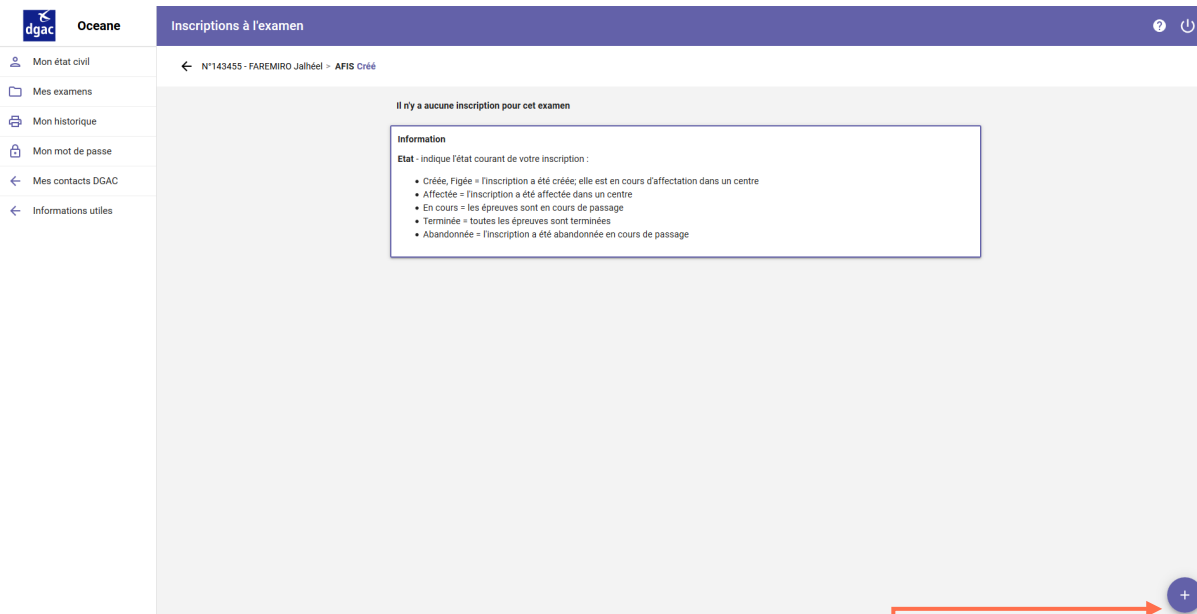 dgac
Oceane
Inscriptions à l'examen
Mon état civil
Mes examens
Mon historique
Mon mot de passe
Mes contacts DGAC
Informations utiles
N°143455 - FAREMIRO Jalhéel > AFIS Créé
Il n'y a aucune inscription pour cet examen
Information
Etat - indique l'état courant de votre inscription :
• Créée, Figée = l'inscription a été créée; elle est en cours d'affectation dans un centre
• Affectée = l'inscription a été affectée dans un centre
• En cours = les épreuves sont en cours de passage
• Terminée = toutes les épreuves sont terminées
• Abandonnée = l'inscription a été abandonnée en cours de passage